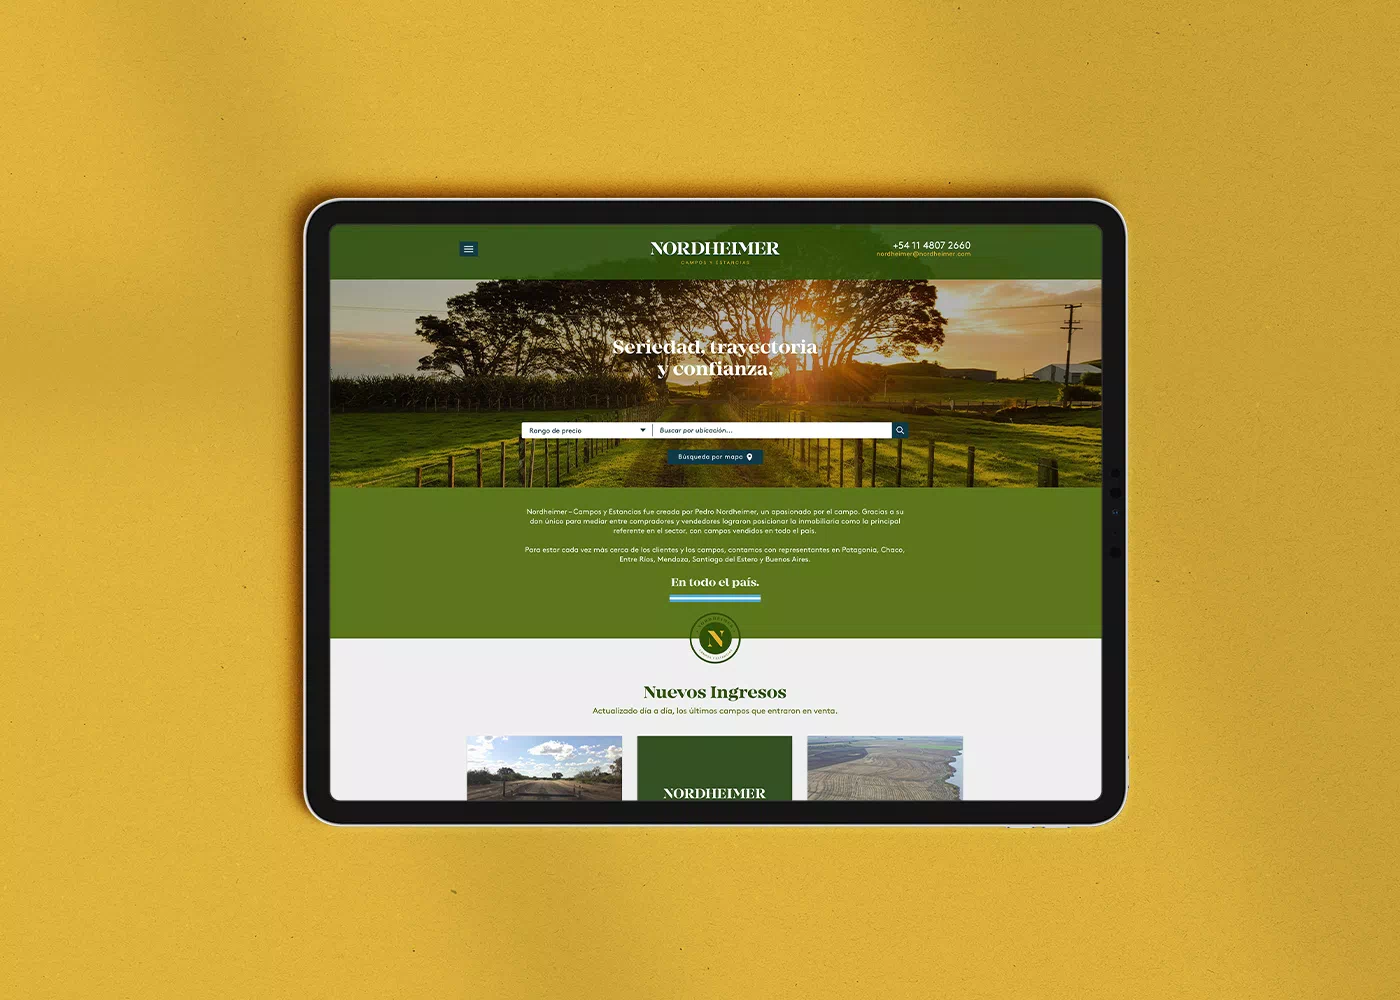 NORDHEIMER
CAMPOS Y ESTANCIAS
+54 11 4807 2660
nordheimer@nordheimer.com
Seriedad, trayectoria
y confianza.
Rango de precio
Buscar por ubicación...
Búsqueda por mapa
Nordheimer – Campos y Estancias fue creada por Pedro Nordheimer, un apasionado por el campo. Gracias a su
don único para mediar entre compradores y vendedores lograron posicionar la inmobiliaria como la principal
referente en el sector, con campos vendidos en todo el país.
Para estar cada vez más cerca de los clientes y los campos, contamos con representantes en Patagonia, Chaco,
Entre Ríos, Mendoza, Santiago del Estero y Buenos Aires.
En todo el país.
NORDHEIMER
N
CAMPOS Y ESTANCIAS
Nuevos Ingresos
Actualizado día a día, los últimos campos que entraron en venta.
NORDHEIMER